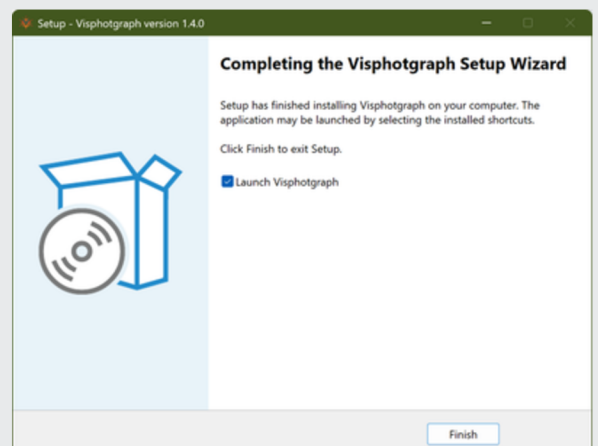 Setup - Visphotgraph version 1.4.0
Completing the Visphotgraph Setup Wizard
Setup has finished installing Visphotgraph on your computer. The
application may be launched by selecting the installed shortcuts.
Click Finish to exit Setup.
Launch Visphotgraph
Finish